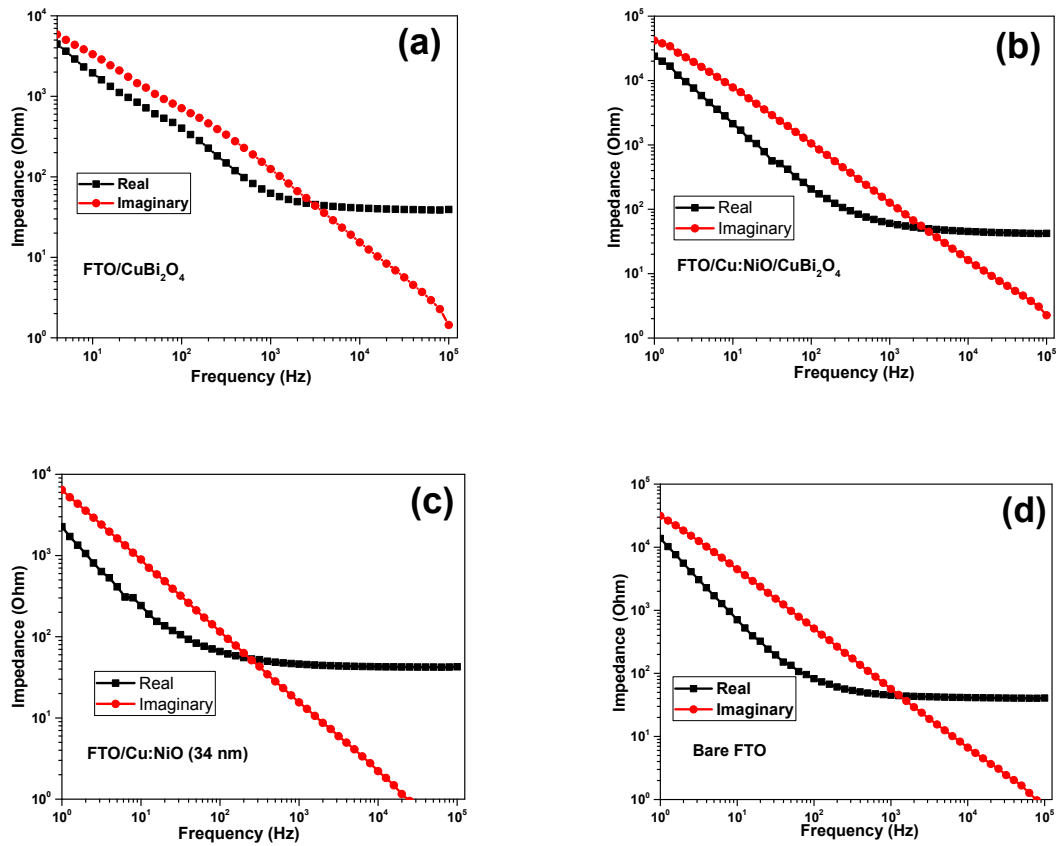 (a)
10⁴
10³
10²
10¹
10⁰
Impedance (Ohm)
Real
Imaginary
FTO/CuBi₂O₄
10¹ 10² 10³ 10⁴ 10⁵
Frequency (Hz)
(b)
10⁵
10⁴
10³
10²
10¹
10⁰
Impedance (Ohm)
Real
Imaginary
FTO/Cu:NiO/CuBi₂O₄
10⁰ 10¹ 10² 10³ 10⁴ 10⁵
Frequency (Hz)
(c)
10⁴
10³
10²
10¹
10⁰
Impedance (Ohm)
Real
Imaginary
FTO/Cu:NiO (34 nm)
10⁰ 10¹ 10² 10³ 10⁴ 10⁵
Frequency (Hz)
(d)
10⁵
10⁴
10³
10²
10¹
10⁰
Impedance (Ohm)
Real
Imaginary
Bare FTO
10⁰ 10¹ 10² 10³ 10⁴ 10⁵
Frequency (Hz)